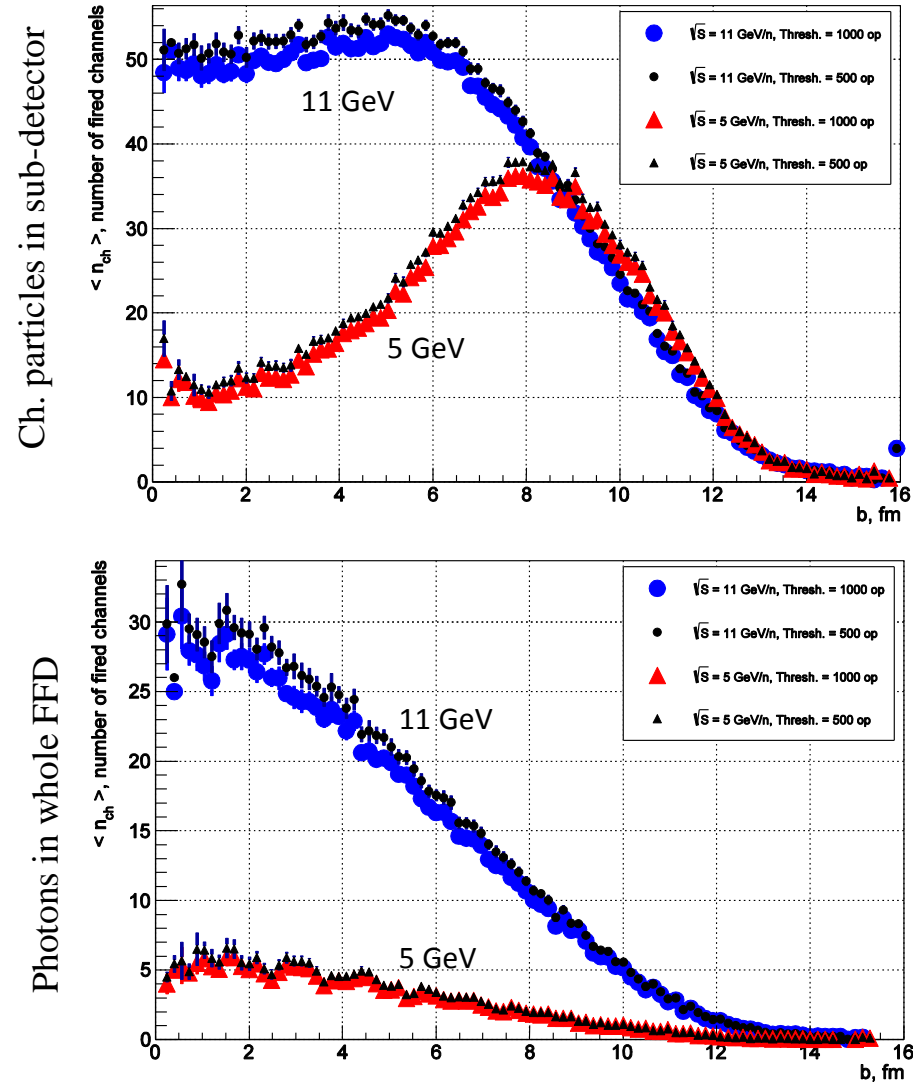 Ch. particles in sub-detector
< n_ch >, number of fired channels
60
50
40
30
20
10
0
√S = 11 GeV/n, Thresh. = 1000 op
√S = 11 GeV/n, Thresh. = 500 op
√S = 5 GeV/n, Thresh. = 1000 op
√S = 5 GeV/n, Thresh. = 500 op
11 GeV
5 GeV
0 2 4 6 8 10 12 14 16
b, fm
Photons in whole FFD
< n_ch >, number of fired channels
30
25
20
15
10
5
0
√S = 11 GeV/n, Thresh. = 1000 op
√S = 11 GeV/n, Thresh. = 500 op
√S = 5 GeV/n, Thresh. = 1000 op
√S = 5 GeV/n, Thresh. = 500 op
11 GeV
5 GeV
0 2 4 6 8 10 12 14 16
b, fm